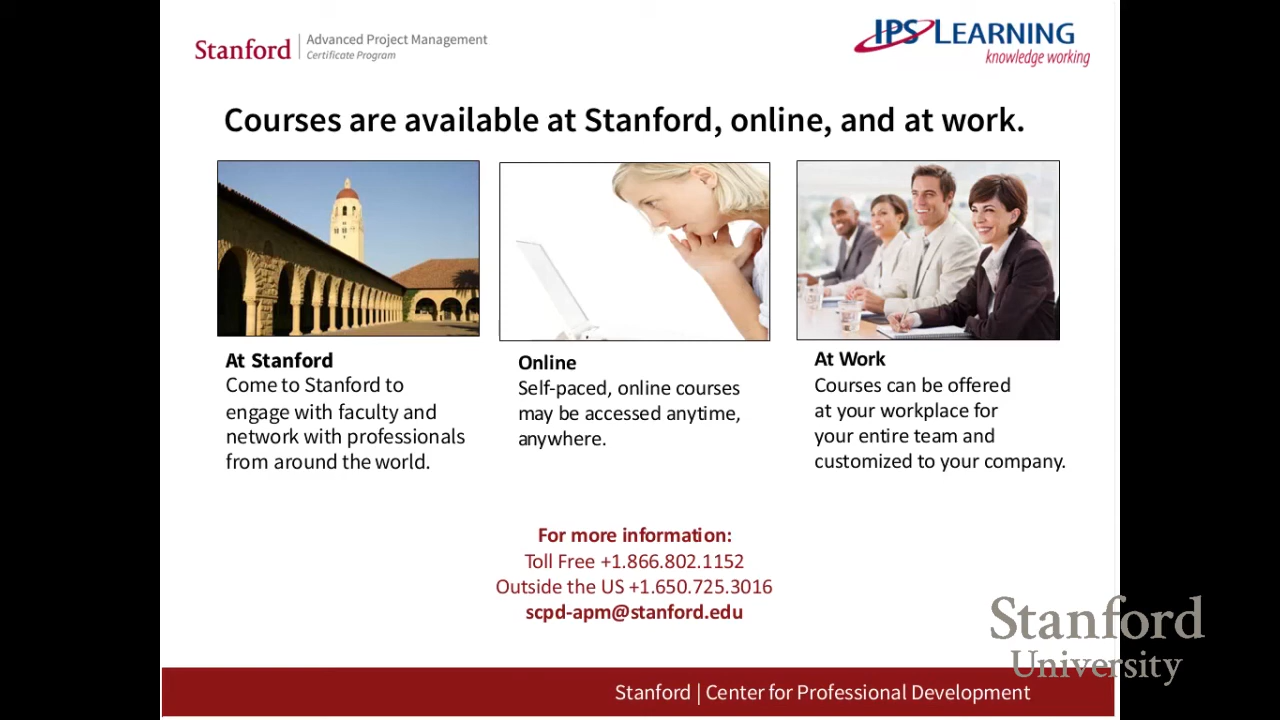 Stanford
Advanced Project Management
Certificate Program
IPS LEARNING
knowledge working
Courses are available at Stanford, online, and at work.
At Stanford
Come to Stanford to
engage with faculty and
network with professionals
from around the world.
Online
Self-paced, online courses
may be accessed anytime,
anywhere.
At Work
Courses can be offered
at your workplace for
your entire team and
customized to your company.
For more information:
Toll Free +1.866.802.1152
Outside the US +1.650.725.3016
scpd-apm@stanford.edu
Stanford
University
Stanford | Center for Professional Development